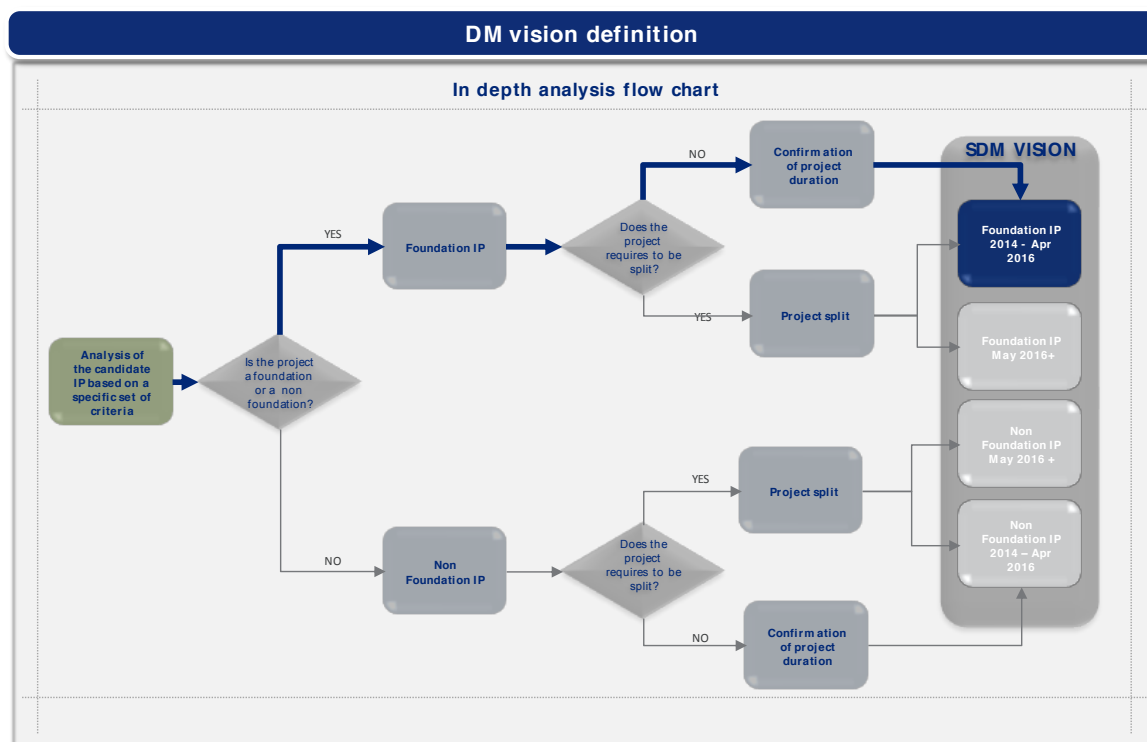 DM vision definition
In depth analysis flow chart
Analysis of
the candidate
IP based on a
specific set of
criteria
Is the project
a foundation
or a non
foundation?
YES
Foundation IP
Does the
project
requires to be
split?
NO
Confirmation
of project
duration
YES
Project split
SDM VISION
Foundation IP
2014 - Apr
2016
Foundation IP
May 2016+
Non
Foundation IP
May 2016 +
Non
Foundation IP
2014 – Apr
2016
NO
Non
Foundation IP
Does the
project
requires to be
split?
YES
Project split
NO
Confirmation
of project
duration